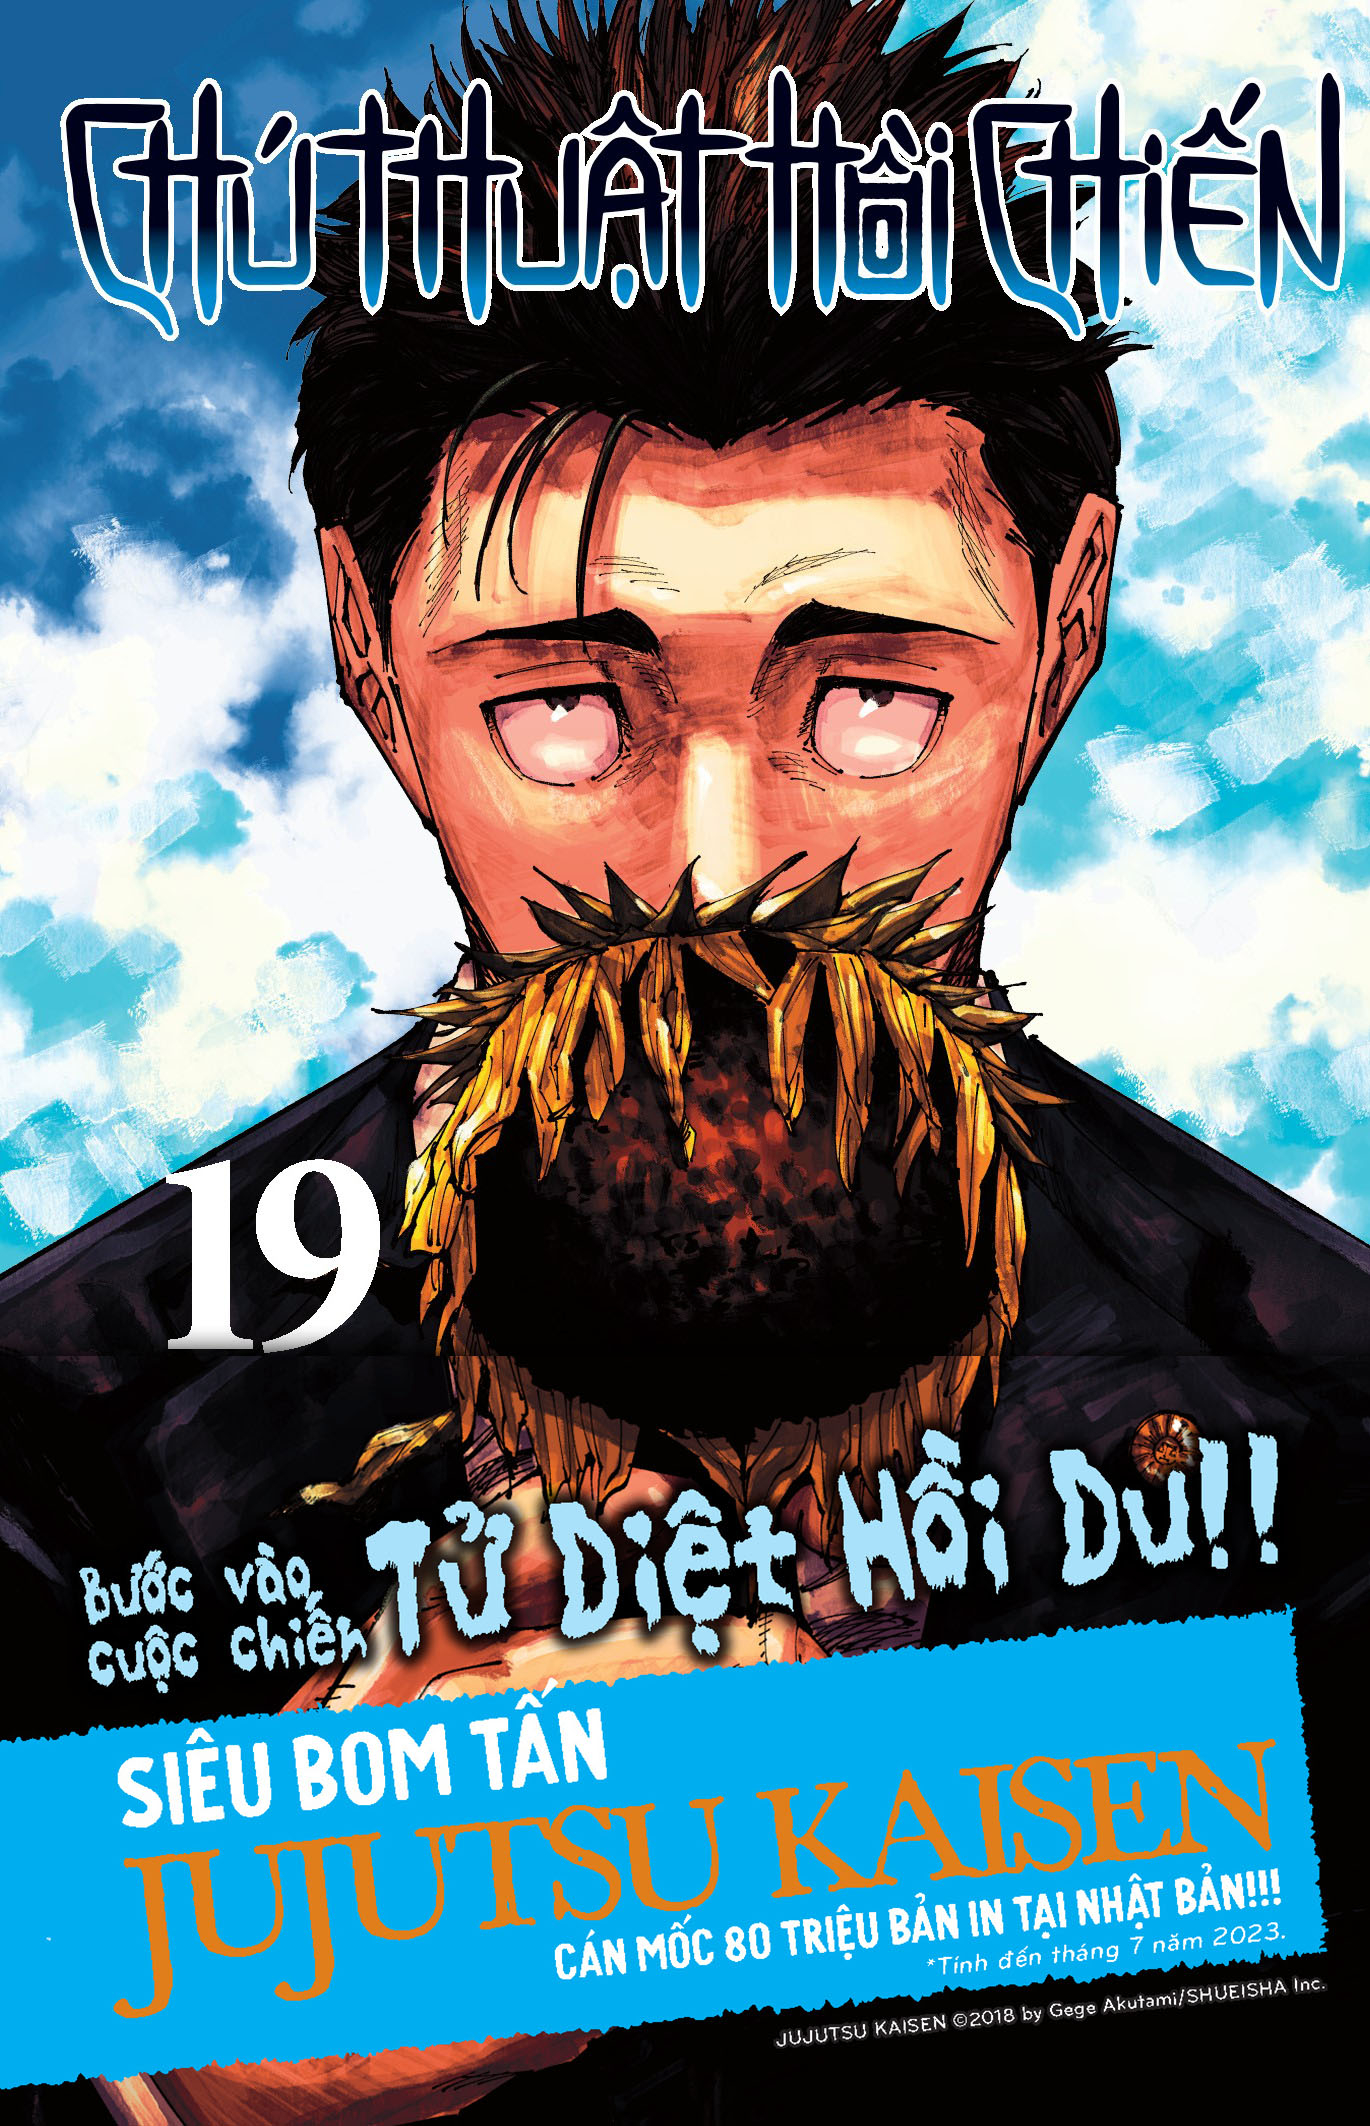 CHÚ THUẬT HỒI CHIẾN
19
Bước vào
cuộc chiến Tử Diệt Hồi Du!!
SIÊU BOM TẤN
JUJUTSU KAISEN
CÁN MỐC 80 TRIỆU BẢN IN TẠI NHẬT BẢN!!!
*Tính đến tháng 7 năm 2023.
JUJUTSU KAISEN ©2018 by Gege Akutami/SHUEISHA Inc.